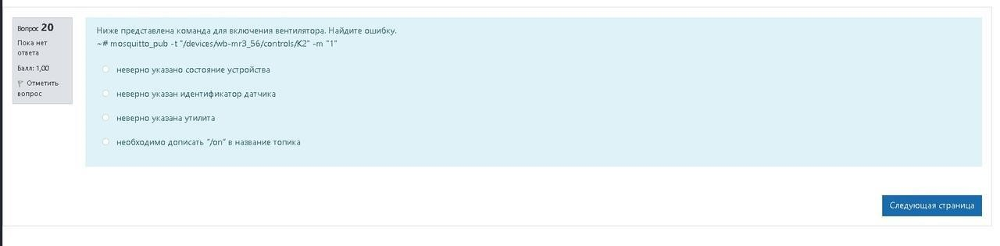 Вопрос 20
Пока нет
ответа
Балл: 1,00
Отметить
вопрос
Ниже представлена команда для включения вентилятора. Найдите ошибку.
~# mosquitto_pub -t "/devices/wb-mr3_56/controls/K2" -m "1"
неверно указано состояние устройства
неверно указан идентификатор датчика
неверно указана утилита
необходимо дописать "/on" в название топика
Следующая страница